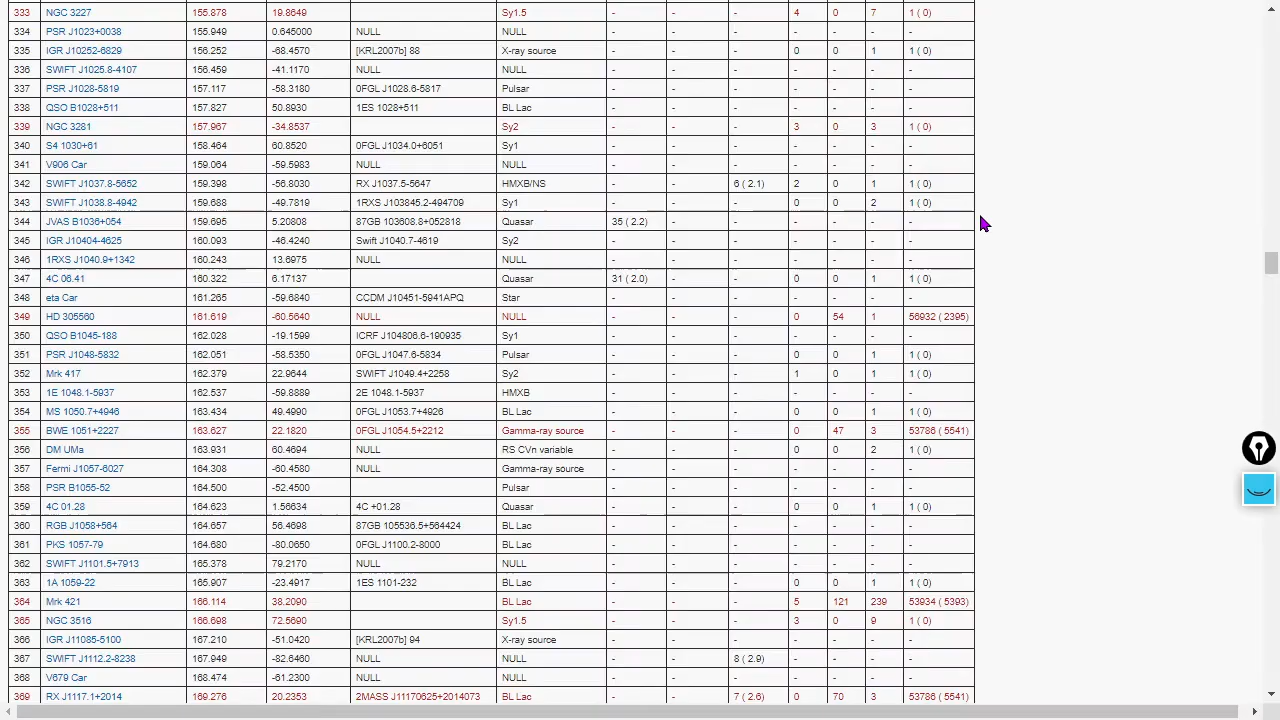 333 NGC 3227 155.878 19.8649 Sy1.5 - - - 4 0 7 1 ( 0)
334 PSR J1023+0038 155.949 0.645000 NULL NULL - - - - - - -
335 IGR J10252-6829 156.252 -68.4570 [KRL2007b] 88 X-ray source - - - 0 0 1 1 ( 0)
336 SWIFT J1025.8-4107 156.459 -41.1170 NULL NULL - - - - - - -
337 PSR J1028-5819 157.117 -58.3180 0FGL J1028.6-5817 Pulsar - - - - - - -
338 QSO B1028+511 157.827 50.8930 1ES 1028+511 BL Lac - - - - - - -
339 NGC 3281 157.967 -34.8537 Sy2 - - - 3 0 3 1 ( 0)
340 S4 1030+61 158.464 60.8520 0FGL J1034.0+6051 Sy1 - - - - - - -
341 V906 Car 159.064 -59.5983 NULL NULL - - - - - - -
342 SWIFT J1037.8-5652 159.398 -56.8030 RX J1037.5-5647 HMXB/NS - - 6 ( 2.1) 2 0 1 1 ( 0)
343 SWIFT J1038.8-4942 159.688 -49.7819 1RXS J103845.2-494709 Sy1 - - - 0 0 2 1 ( 0)
344 JVAS B1036+054 159.695 5.20808 87GB 103608.8+052818 Quasar 35 ( 2.2) - - - - - -
345 IGR J10404-4625 160.093 -46.4240 Swift J1040.7-4619 Sy2 - - - - - - -
346 1RXS J1040.9+1342 160.243 13.6975 NULL NULL - - - - - - -
347 4C 06.41 160.322 6.17137 Quasar 31 ( 2.0) - - 0 0 1 1 ( 0)
348 eta Car 161.265 -59.6840 CCDM J10451-5941APQ Star - - - - - - -
349 HD 305560 161.619 -60.5640 NULL NULL - - - 0 54 1 56932 ( 2395)
350 QSO B1045-188 162.028 -19.1599 ICRF J104806.6-190935 Sy1 - - - - - - -
351 PSR J1048-5832 162.051 -58.5350 0FGL J1047.6-5834 Pulsar - - - 0 0 1 1 ( 0)
352 Mrk 417 162.379 22.9644 SWIFT J1049.4+2258 Sy2 - - - 1 0 1 1 ( 0)
353 1E 1048.1-5937 162.537 -59.8889 2E 1048.1-5937 HMXB - - - - - - -
354 MS 1050.7+4946 163.434 49.4990 0FGL J1053.7+4926 BL Lac - - - 0 0 1 1 ( 0)
355 BWE 1051+2227 163.627 22.1820 0FGL J1054.5+2212 Gamma-ray source - - - 0 47 3 53786 ( 5541)
356 DM UMa 163.931 60.4694 NULL RS CVn variable - - - 0 0 2 1 ( 0)
357 Fermi J1057-6027 164.308 -60.4580 NULL Gamma-ray source - - - - - - -
358 PSR B1055-52 164.500 -52.4500 Pulsar - - - - - - -
359 4C 01.28 164.623 1.56634 4C +01.28 Quasar - - - 0 0 1 1 ( 0)
360 RGB J1058+564 164.657 56.4698 87GB 105536.5+564424 BL Lac - - - - - - -
361 PKS 1057-79 164.680 -80.0650 0FGL J1100.2-8000 BL Lac - - - - - - -
362 SWIFT J1101.5+7913 165.378 79.2170 NULL NULL - - - - - - -
363 1A 1059-22 165.907 -23.4917 1ES 1101-232 BL Lac - - - 0 0 1 1 ( 0)
364 Mrk 421 166.114 38.2090 BL Lac - - - 5 121 239 53934 ( 5393)
365 NGC 3516 166.698 72.5690 Sy1.5 - - - 3 0 9 1 ( 0)
366 IGR J11085-5100 167.210 -51.0420 [KRL2007b] 94 X-ray source - - - - - - -
367 SWIFT J1112.2-8238 167.949 -82.6460 NULL NULL - - 8 ( 2.9) - - - -
368 V679 Car 168.474 -61.2300 NULL NULL - - - - - - -
369 RX J1117.1+2014 169.276 20.2353 2MASS J11170625+2014073 BL Lac - - 7 ( 2.6) 0 70 3 53786 ( 5541)